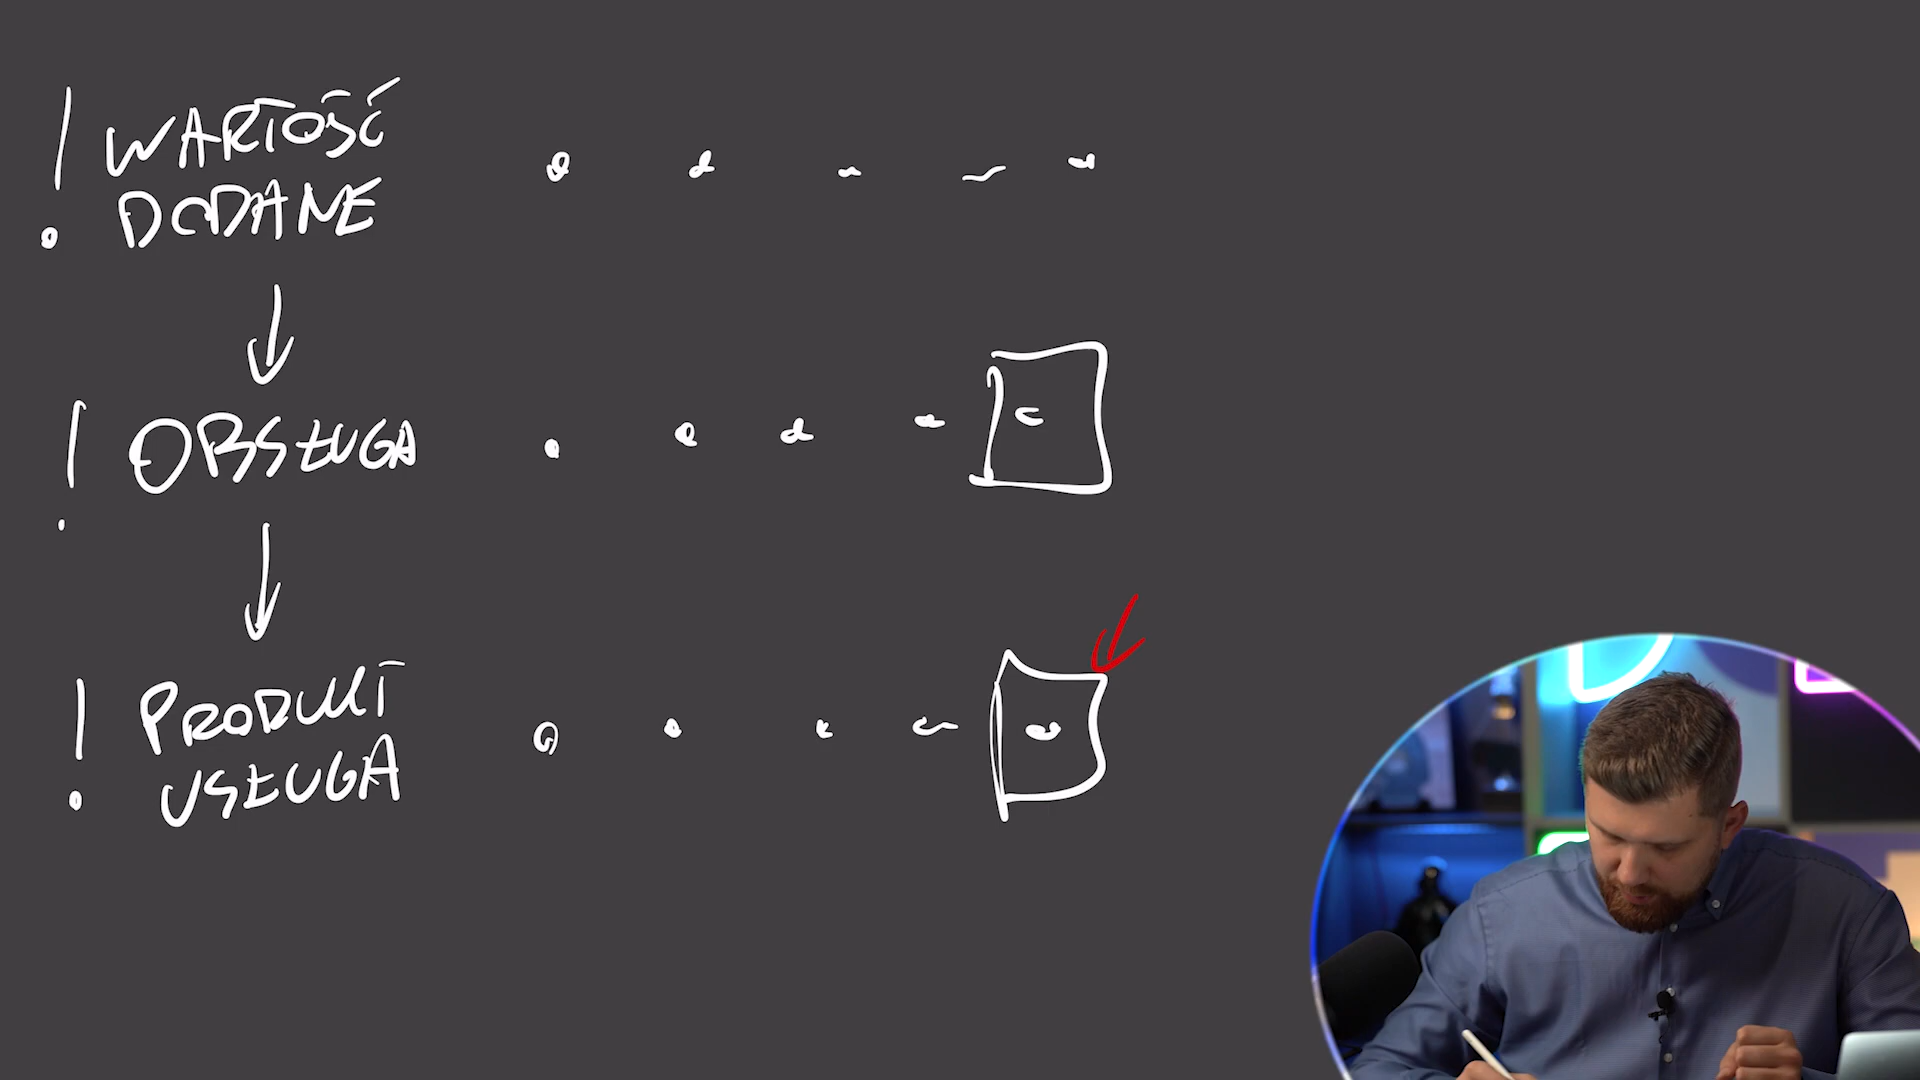 ! WARTOŚĆ
DODANE
! OBSŁUGA
! PRODUKT
USŁUGA